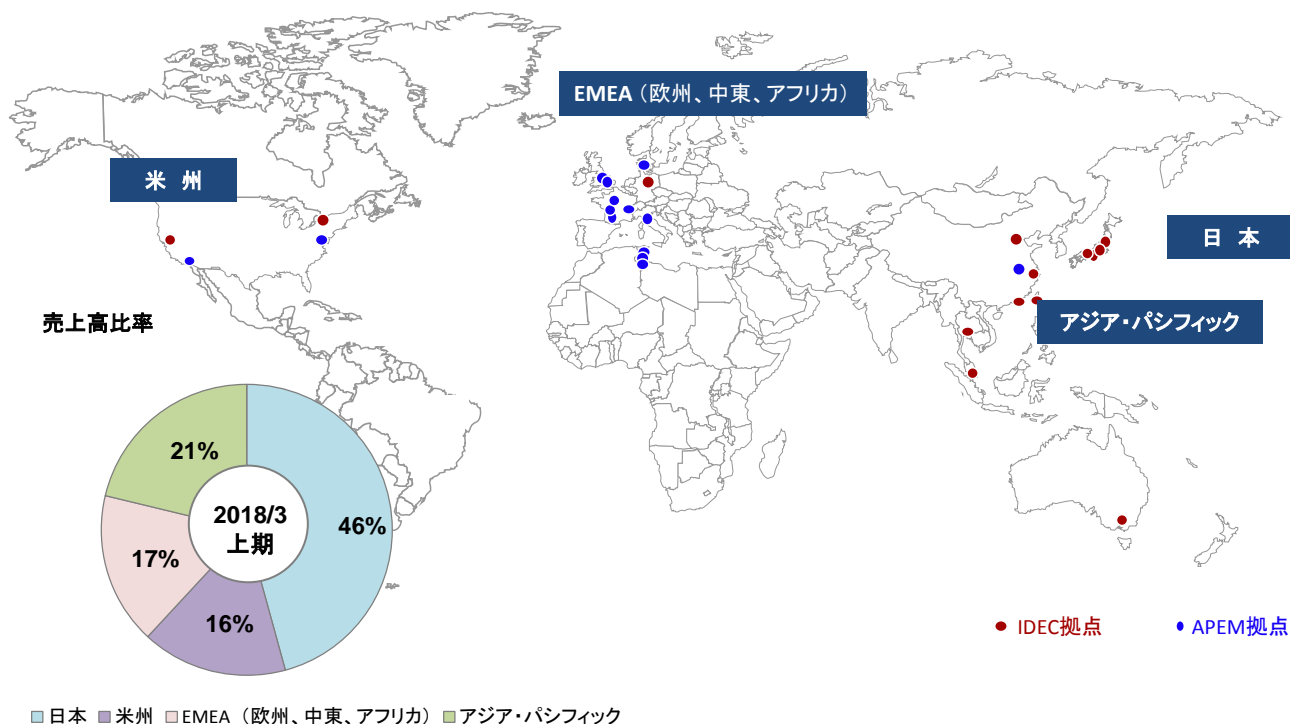 EMEA（欧州、中東、アフリカ）
米 州
日 本
アジア・パシフィック
売上高比率
21%
46%
17%
16%
2018/3
上期
IDEC拠点
APEM拠点
日本 米州 EMEA （欧州、中東、アフリカ） アジア・パシフィック